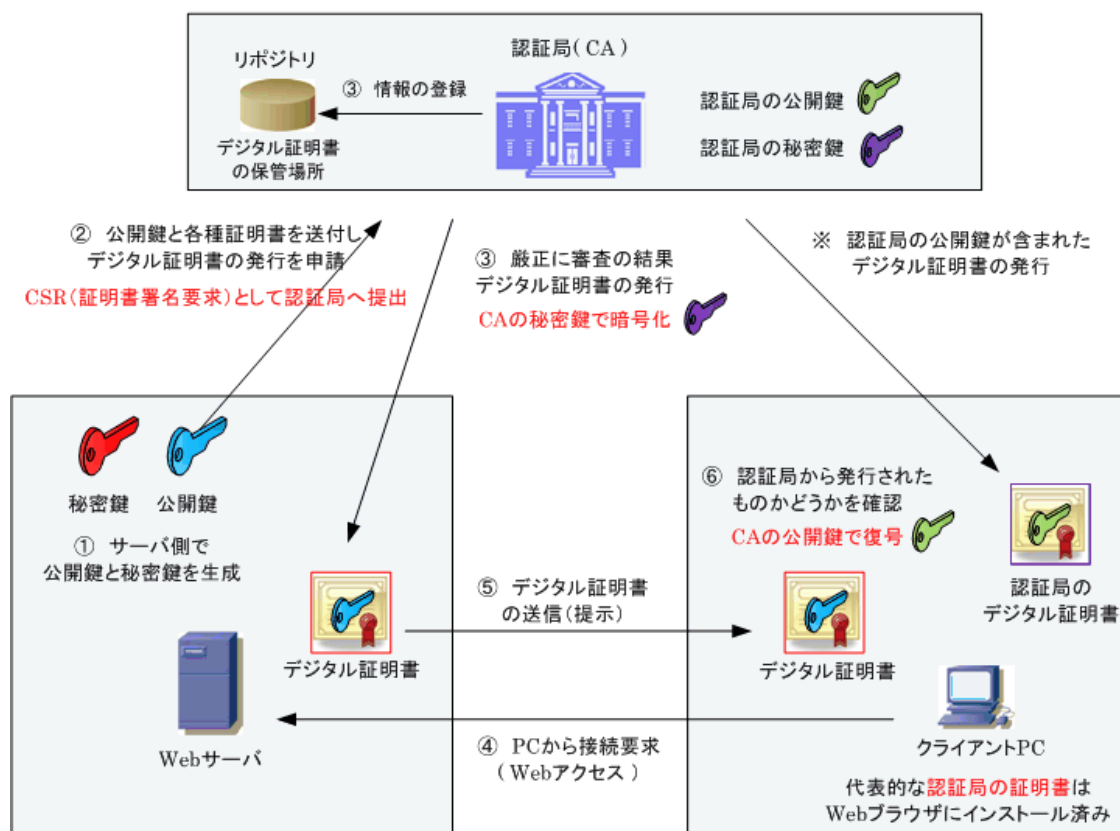 認証局( CA )
リポジトリ
③ 情報の登録
デジタル証明書
の保管場所
認証局の公開鍵
認証局の秘密鍵
② 公開鍵と各種証明書を送付し
デジタル証明書の発行を申請
CSR(証明書署名要求)として認証局へ提出
③ 厳正に審査の結果
デジタル証明書の発行
CAの秘密鍵で暗号化
※ 認証局の公開鍵が含まれた
デジタル証明書の発行
秘密鍵
公開鍵
① サーバ側で
公開鍵と秘密鍵を生成
デジタル証明書
Webサーバ
⑤ デジタル証明書
の送信(提示)
④ PCから接続要求
( Webアクセス )
⑥ 認証局から発行された
ものかどうかを確認
CAの公開鍵で復号
認証局の
デジタル証明書
デジタル証明書
クライアントPC
代表的な認証局の証明書は
Webブラウザにインストール済み